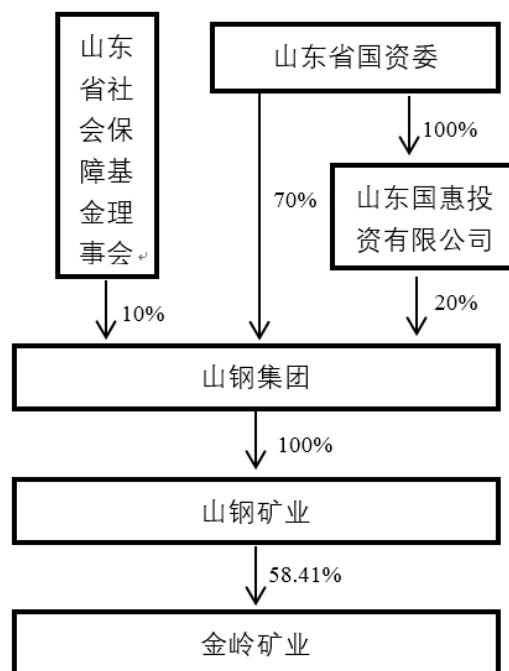 山东
省社
会保
障基
金理
事会
山东省国资委
100%
70%
山东国惠投
资有限公司
10%
20%
山钢集团
100%
山钢矿业
58.41%
金岭矿业